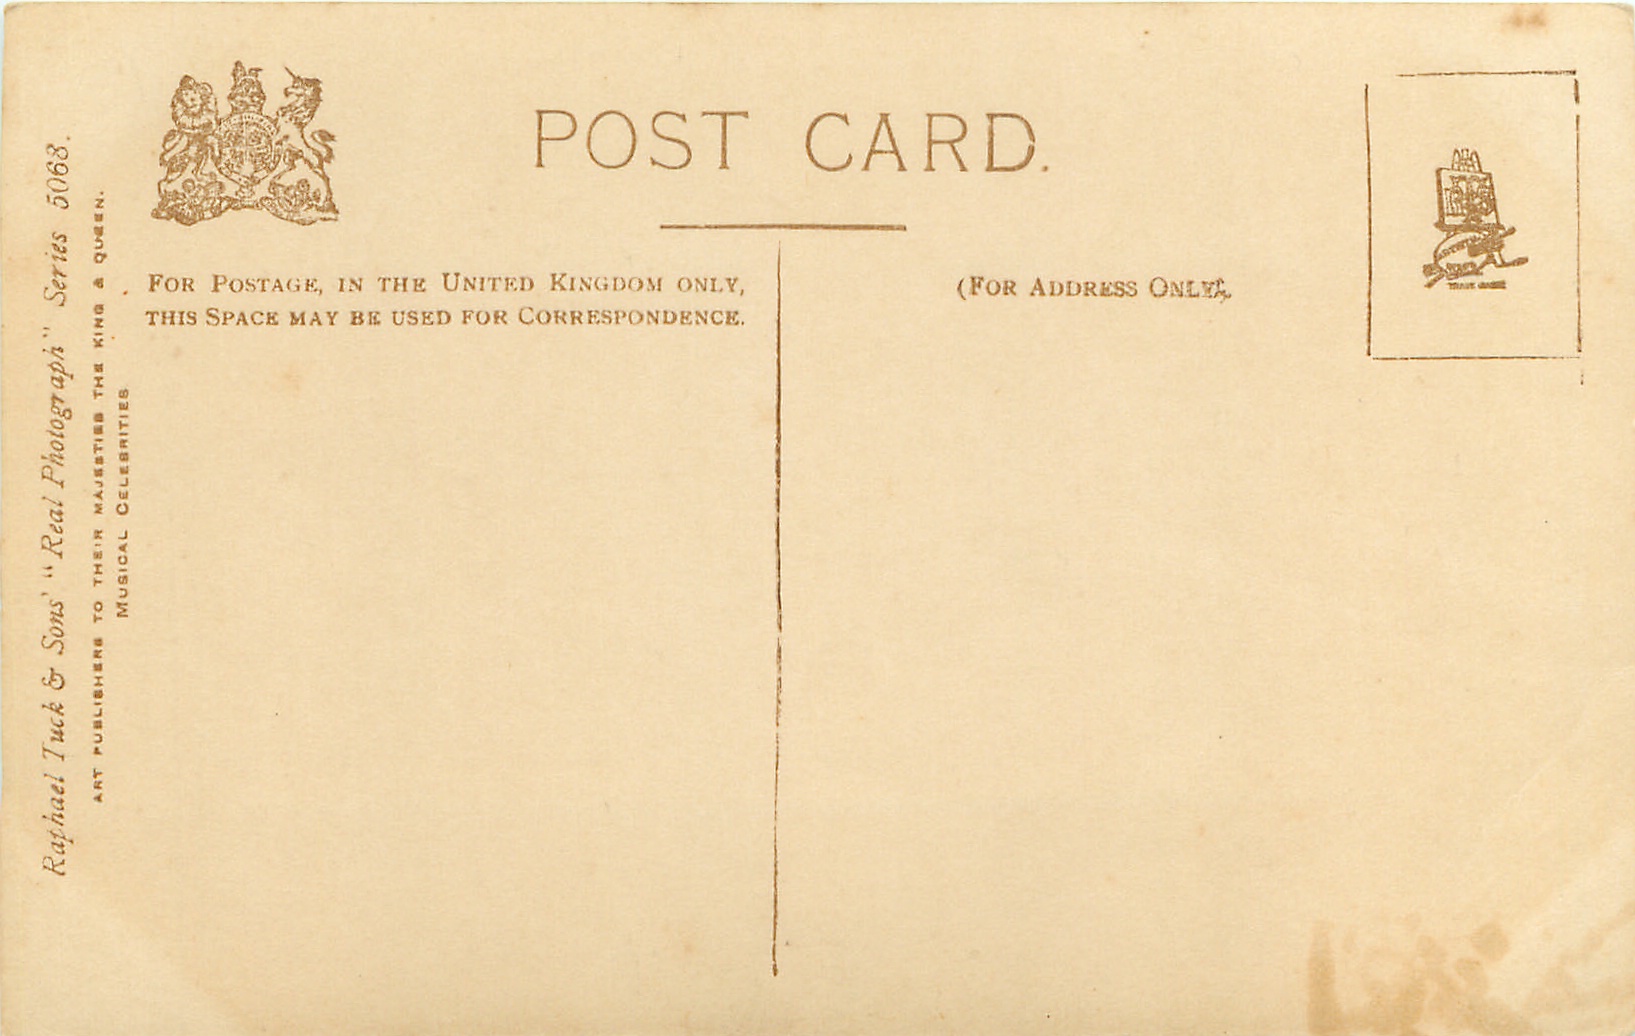 POST CARD.
FOR POSTAGE, IN THE UNITED KINGDOM ONLY,
THIS SPACE MAY BE USED FOR CORRESPONDENCE.
(FOR ADDRESS ONLY).
Raphael Tuck & Sons' "Real Photograph" Series 5068.
ART PUBLISHERS TO THEIR MAJESTIES THE KING & QUEEN.
MUSICAL CELEBRITIES